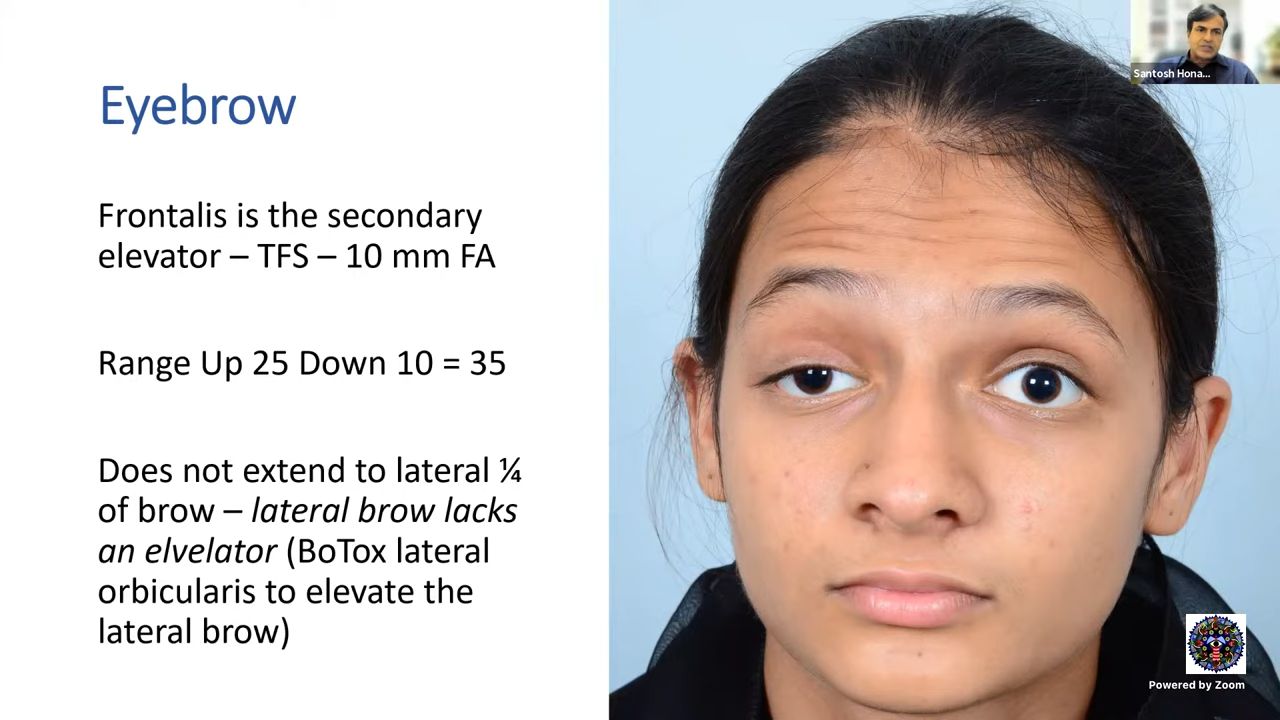 Eyebrow
Frontalis is the secondary
elevator – TFS – 10 mm FA
Range Up 25 Down 10 = 35
Does not extend to lateral ¼
of brow – lateral brow lacks
an elvelator (BoTox lateral
orbicularis to elevate the
lateral brow)
Santosh Hona...
Powered by Zoom